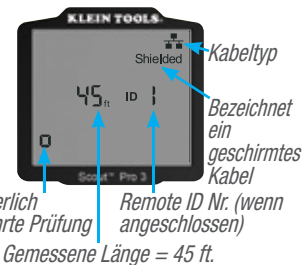 KLEIN TOOLS
Shielded
Kabeltyp
45 ft ID 1
Bezeichnet
ein
geschirmtes
Kabel
Scout™ Pro 3
Remote ID Nr. (wenn
angeschlossen)
Prüfung
Gemessene Länge = 45 ft.